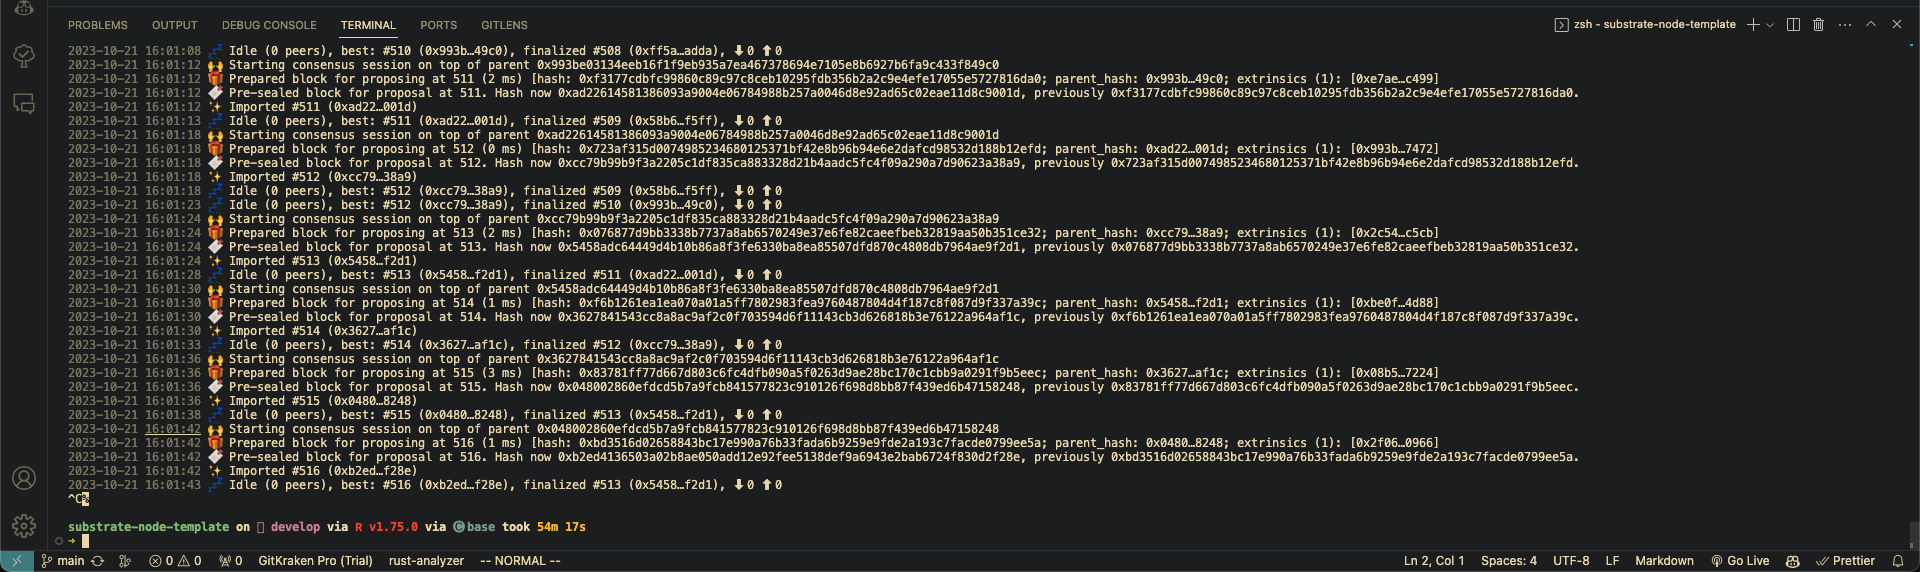 PROBLEMS OUTPUT DEBUG CONSOLE TERMINAL PORTS GITLENS zsh - substrate-node-template
2023-10-21 16:01:08 💤 Idle (0 peers), best: #510 (0x993b…49c0), finalized #508 (0xff5a…adda), ⬇ 0 ⬆ 0
2023-10-21 16:01:12 🙌 Starting consensus session on top of parent 0x993be03134eeb16f1f9eb935a7ea467378694e7105e8b6927b6fa9c433f849c0
2023-10-21 16:01:12 🎁 Prepared block for proposing at 511 (2 ms) [hash: 0xf3177cdbfc99860c89c97c8ceb10295fdb356b2a2c9e4efe17055e5727816da0; parent_hash: 0x993b…49c0; extrinsics (1): [0xe7ae…c499]
2023-10-21 16:01:12 🔖 Pre-sealed block for proposal at 511. Hash now 0xad22614581386093a9004e06784988b257a0046d8e92ad65c02eae11d8c9001d, previously 0xf3177cdbfc99860c89c97c8ceb10295fdb356b2a2c9e4efe17055e5727816da0.
2023-10-21 16:01:12 ✨ Imported #511 (0xad22…001d)
2023-10-21 16:01:13 💤 Idle (0 peers), best: #511 (0xad22…001d), finalized #509 (0x58b6…f5ff), ⬇ 0 ⬆ 0
2023-10-21 16:01:18 🙌 Starting consensus session on top of parent 0xad22614581386093a9004e06784988b257a0046d8e92ad65c02eae11d8c9001d
2023-10-21 16:01:18 🎁 Prepared block for proposing at 512 (0 ms) [hash: 0x723af315d0074985234680125371bf42e8b96b94e6e2dafcd98532d188b12efd; parent_hash: 0xad22…001d; extrinsics (1): [0x993b…7472]
2023-10-21 16:01:18 🔖 Pre-sealed block for proposal at 512. Hash now 0xcc79b99b9f3a2205c1df835ca883328d21b4aadc5fc4f09a290a7d90623a38a9, previously 0x723af315d0074985234680125371bf42e8b96b94e6e2dafcd98532d188b12efd.
2023-10-21 16:01:18 ✨ Imported #512 (0xcc79…38a9)
2023-10-21 16:01:18 💤 Idle (0 peers), best: #512 (0xcc79…38a9), finalized #509 (0x58b6…f5ff), ⬇ 0 ⬆ 0
2023-10-21 16:01:23 💤 Idle (0 peers), best: #512 (0xcc79…38a9), finalized #510 (0x993b…49c0), ⬇ 0 ⬆ 0
2023-10-21 16:01:24 🙌 Starting consensus session on top of parent 0xcc79b99b9f3a2205c1df835ca883328d21b4aadc5fc4f09a290a7d90623a38a9
2023-10-21 16:01:24 🎁 Prepared block for proposing at 513 (2 ms) [hash: 0x076877d9bb3338b7737a8ab6570249e37e6fe82caeefbeb32819aa50b351ce32; parent_hash: 0xcc79…38a9; extrinsics (1): [0x2c54…c5cb]
2023-10-21 16:01:24 🔖 Pre-sealed block for proposal at 513. Hash now 0x5458adc64449d4b10b86a8f3fe6330ba8ea85507dfd870c4808db7964ae9f2d1, previously 0x076877d9bb3338b7737a8ab6570249e37e6fe82caeefbeb32819aa50b351ce32.
2023-10-21 16:01:24 ✨ Imported #513 (0x5458…f2d1)
2023-10-21 16:01:28 💤 Idle (0 peers), best: #513 (0x5458…f2d1), finalized #511 (0xad22…001d), ⬇ 0 ⬆ 0
2023-10-21 16:01:30 🙌 Starting consensus session on top of parent 0x5458adc64449d4b10b86a8f3fe6330ba8ea85507dfd870c4808db7964ae9f2d1
2023-10-21 16:01:30 🎁 Prepared block for proposing at 514 (1 ms) [hash: 0xf6b1261ea1ea070a01a5ff7802983fea9760487804d4f187c8f087d9f337a39c; parent_hash: 0x5458…f2d1; extrinsics (1): [0xbe0f…4d88]
2023-10-21 16:01:30 🔖 Pre-sealed block for proposal at 514. Hash now 0x3627841543cc8a8ac9af2c0f703594d6f11143cb3d626818b3e76122a964af1c, previously 0xf6b1261ea1ea070a01a5ff7802983fea9760487804d4f187c8f087d9f337a39c.
2023-10-21 16:01:30 ✨ Imported #514 (0x3627…af1c)
2023-10-21 16:01:33 💤 Idle (0 peers), best: #514 (0x3627…af1c), finalized #512 (0xcc79…38a9), ⬇ 0 ⬆ 0
2023-10-21 16:01:36 🙌 Starting consensus session on top of parent 0x3627841543cc8a8ac9af2c0f703594d6f11143cb3d626818b3e76122a964af1c
2023-10-21 16:01:36 🎁 Prepared block for proposing at 515 (3 ms) [hash: 0x83781ff77d667d803c6fc4dfb090a5f0263d9ae28bc170c1cbb9a0291f9b5eec; parent_hash: 0x3627…af1c; extrinsics (1): [0x08b5…7224]
2023-10-21 16:01:36 🔖 Pre-sealed block for proposal at 515. Hash now 0x048002860efdcd5b7a9fcb841577823c910126f698d8bb87f439ed6b47158248, previously 0x83781ff77d667d803c6fc4dfb090a5f0263d9ae28bc170c1cbb9a0291f9b5eec.
2023-10-21 16:01:36 ✨ Imported #515 (0x0480…8248)
2023-10-21 16:01:38 💤 Idle (0 peers), best: #515 (0x0480…8248), finalized #513 (0x5458…f2d1), ⬇ 0 ⬆ 0
2023-10-21 16:01:42 🙌 Starting consensus session on top of parent 0x048002860efdcd5b7a9fcb841577823c910126f698d8bb87f439ed6b47158248
2023-10-21 16:01:42 🎁 Prepared block for proposing at 516 (1 ms) [hash: 0xbd3516d02658843bc17e990a76b33fada6b9259e9fde2a193c7facde0799ee5a; parent_hash: 0x0480…8248; extrinsics (1): [0x2f06…0966]
2023-10-21 16:01:42 🔖 Pre-sealed block for proposal at 516. Hash now 0xb2ed4136503a02b8ae050add12e92fee5138def9a6943e2bab6724f830d2f28e, previously 0xbd3516d02658843bc17e990a76b33fada6b9259e9fde2a193c7facde0799ee5a.
2023-10-21 16:01:42 ✨ Imported #516 (0xb2ed…f28e)
2023-10-21 16:01:43 💤 Idle (0 peers), best: #516 (0xb2ed…f28e), finalized #513 (0x5458…f2d1), ⬇ 0 ⬆ 0
^C%
substrate-node-template on develop via R v1.75.0 via C base took 54m 17s
➜
main 0 0 0 GitKraken Pro (Trial) rust-analyzer -- NORMAL -- Ln 2, Col 1 Spaces: 4 UTF-8 LF Markdown Go Live Prettier